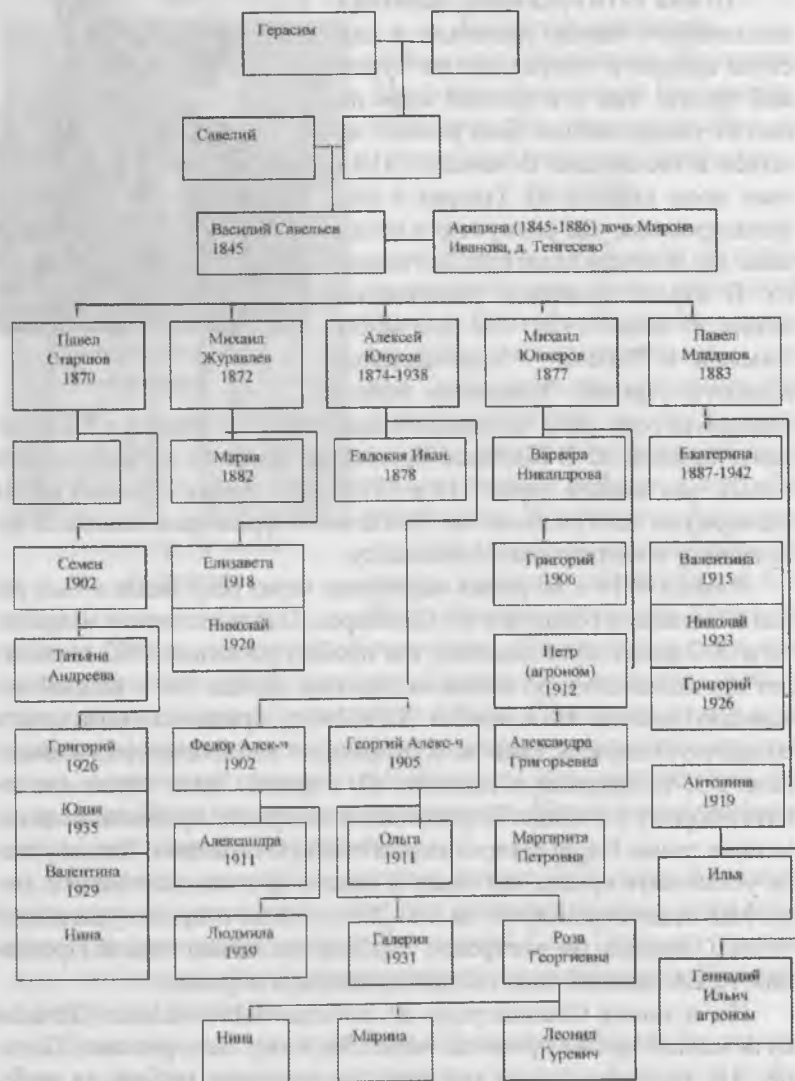 Герасим
Савелий
Василий Савельев
1845
Акилина (1845-1886) дочь Мирона
Иванова, д. Тенгесево
Павел
Старшов
1870
Михаил
Журавлев
1872
Алексей
Юнусов
1874-1938
Михаил
Юнкеров
1877
Павел
Младшов
1883
Мария
1882
Евдокия Иван.
1878
Варвара
Никандрова
Екатерина
1887-1942
Семен
1902
Елизавета
1918
Григорий
1906
Валентина
1915
Николай
1920
Николай
1923
Татьяна
Андреева
Петр
(агроном)
1912
Григорий
1926
Григорий
1926
Федор Алек-ч
1902
Георгий Алекс-ч
1905
Александра
Григорьевна
Антонина
1919
Юлия
1935
Александра
1911
Ольга
1911
Маргарита
Петровна
Валентина
1929
Илья
Нина
Людмила
1939
Галерия
1931
Роза
Георгиевна
Геннадий
Ильич
агроном
Нина
Марина
Леонид
Гуревич